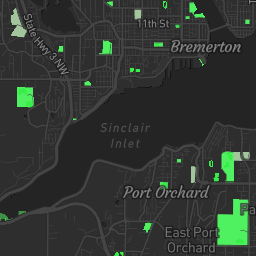 11th St
State Hwy 3 NW
Bremerton
Sinclair
Inlet
Port Orchard
East Port
Orchard